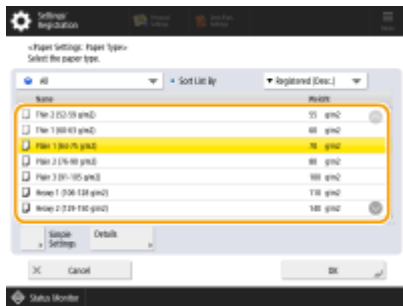 Settings/
Registration
<Paper Settings: Paper Type>
Select the paper type.
All
Sort List By
Registered (Desc.)
Name
Weight
Thin 2 (52-59 g/m2) 55 g/m2
Thin 1 (60-63 g/m2) 60 g/m2
Plain 1 (64-75 g/m2) 70 g/m2
Plain 2 (76-90 g/m2) 80 g/m2
Plain 3 (91-105 g/m2) 100 g/m2
Heavy 1 (106-128 g/m2) 110 g/m2
Heavy 2 (129-150 g/m2) 140 g/m2
Simple
Settings
Details
Cancel
OK
Status Monitor